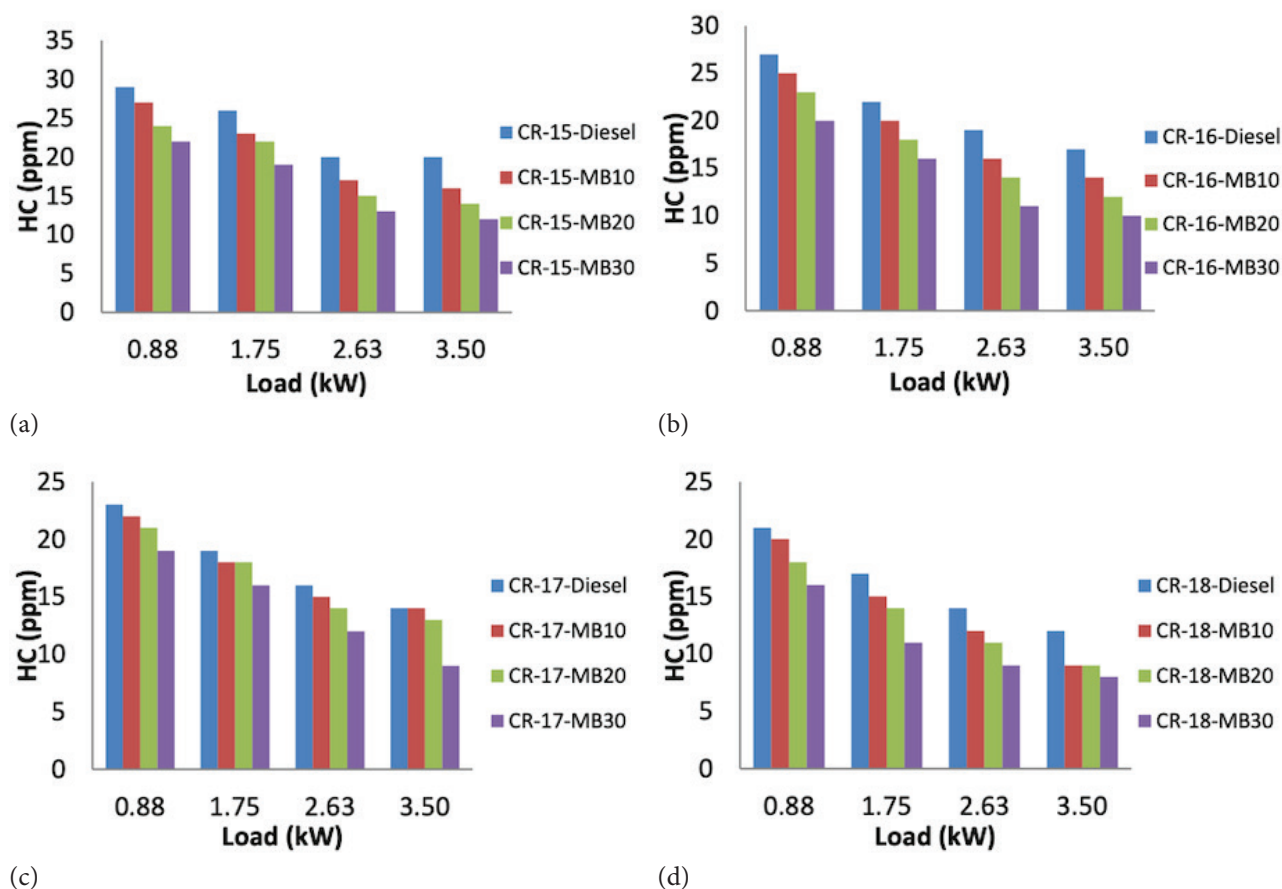 35
30
25
20
15
10
5
0
HC (ppm)
0.88 1.75 2.63 3.50
Load (kW)
CR-15-Diesel
CR-15-MB10
CR-15-MB20
CR-15-MB30
(a)
30
25
20
15
10
5
0
HC (ppm)
0.88 1.75 2.63 3.50
Load (kW)
CR-16-Diesel
CR-16-MB10
CR-16-MB20
CR-16-MB30
(b)
25
20
15
10
5
0
HC (ppm)
0.88 1.75 2.63 3.50
Load (kW)
CR-17-Diesel
CR-17-MB10
CR-17-MB20
CR-17-MB30
(c)
25
20
15
10
5
0
HC (ppm)
0.88 1.75 2.63 3.50
Load (kW)
CR-18-Diesel
CR-18-MB10
CR-18-MB20
CR-18-MB30
(d)